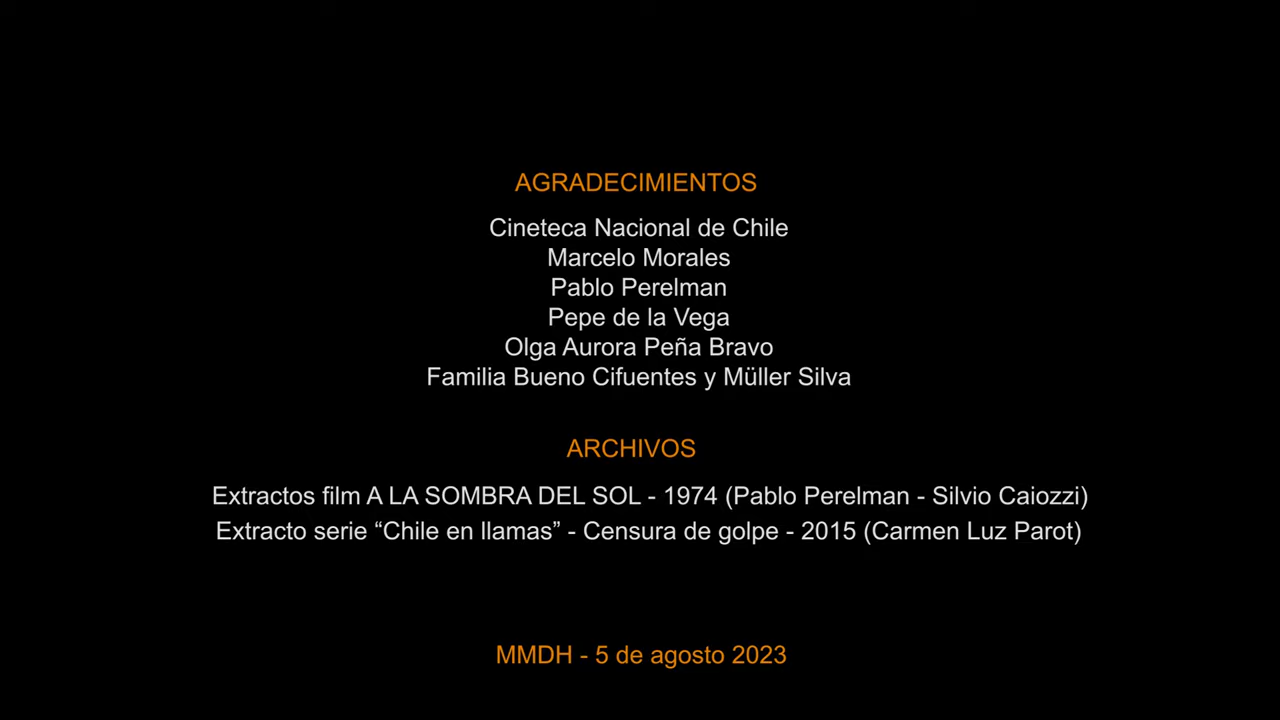 AGRADECIMIENTOS
Cineteca Nacional de Chile
Marcelo Morales
Pablo Perelman
Pepe de la Vega
Olga Aurora Peña Bravo
Familia Bueno Cifuentes y Müller Silva
ARCHIVOS
Extractos film A LA SOMBRA DEL SOL - 1974 (Pablo Perelman - Silvio Caiozzi)
Extracto serie “Chile en llamas” - Censura de golpe - 2015 (Carmen Luz Parot)
MMDH - 5 de agosto 2023